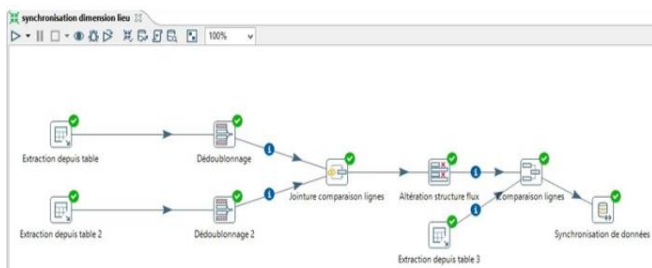 synchronisation dimension lieu
100%
Extraction depuis table
Dédoublonnage
Jointure comparaison lignes
Altération structure flux
Comparaison lignes
Extraction depuis table 2
Dédoublonnage 2
Extraction depuis table 3
Synchronisation de données